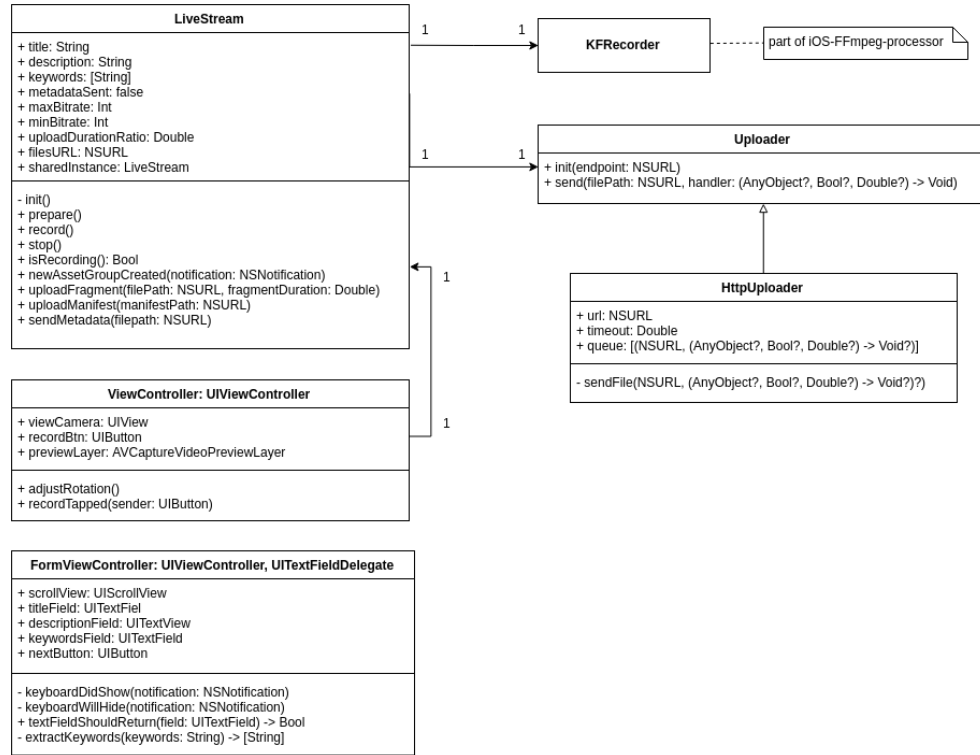 LiveStream
+ title: String
+ description: String
+ keywords: [String]
+ metadataSent: false
+ maxBitrate: Int
+ minBitrate: Int
+ uploadDurationRatio: Double
+ filesURL: NSURL
+ sharedInstance: LiveStream
- init()
+ prepare()
+ record()
+ stop()
+ isRecording(): Bool
+ newAssetGroupCreated(notification: NSNotification)
+ uploadFragment(filePath: NSURL, fragmentDuration: Double)
+ uploadManifest(manifestPath: NSURL)
+ sendMetadata(filepath: NSURL)
1
1
KFRecorder
part of iOS-FFmpeg-processor
1
1
Uploader
+ init(endpoint: NSURL)
+ send(filePath: NSURL, handler: (AnyObject?, Bool?, Double?) -> Void)
HttpUploader
+ url: NSURL
+ timeout: Double
+ queue: [(NSURL, (AnyObject?, Bool?, Double?) -> Void?)]
- sendFile(NSURL, (AnyObject?, Bool?, Double?) -> Void?)?)
1
1
ViewController: UIViewController
+ viewCamera: UIView
+ recordBtn: UIButton
+ previewLayer: AVCaptureVideoPreviewLayer
+ adjustRotation()
+ recordTapped(sender: UIButton)
FormViewController: UIViewController, UITextFieldDelegate
+ scrollView: UIScrollView
+ titleField: UITextFiel
+ descriptionField: UITextView
+ keywordsField: UITextField
+ nextButton: UIButton
- keyboardDidShow(notification: NSNotification)
- keyboardWillHide(notification: NSNotification)
+ textFieldShouldReturn(field: UITextField) -> Bool
- extractKeywords(keywords: String) -> [String]